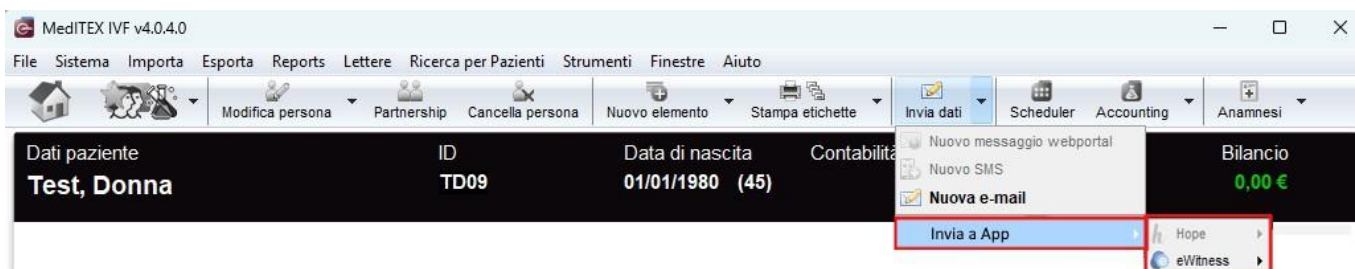 MedITEX IVF v4.0.4.0
File Sistema Importa Esporta Reports Lettere Ricerca per Pazienti Strumenti Finestre Aiuto
Modifica persona Partnership Cancella persona Nuovo elemento Stampa etichette Invia dati Scheduler Accounting Anamnesi
Dati paziente ID Data di nascita Contabilità Bilancio
Test, Donna TD09 01/01/1980 (45) 0,00 €
Nuovo messaggio webportal
Nuovo SMS
Nuova e-mail
Invia a App
Hope
eWitness